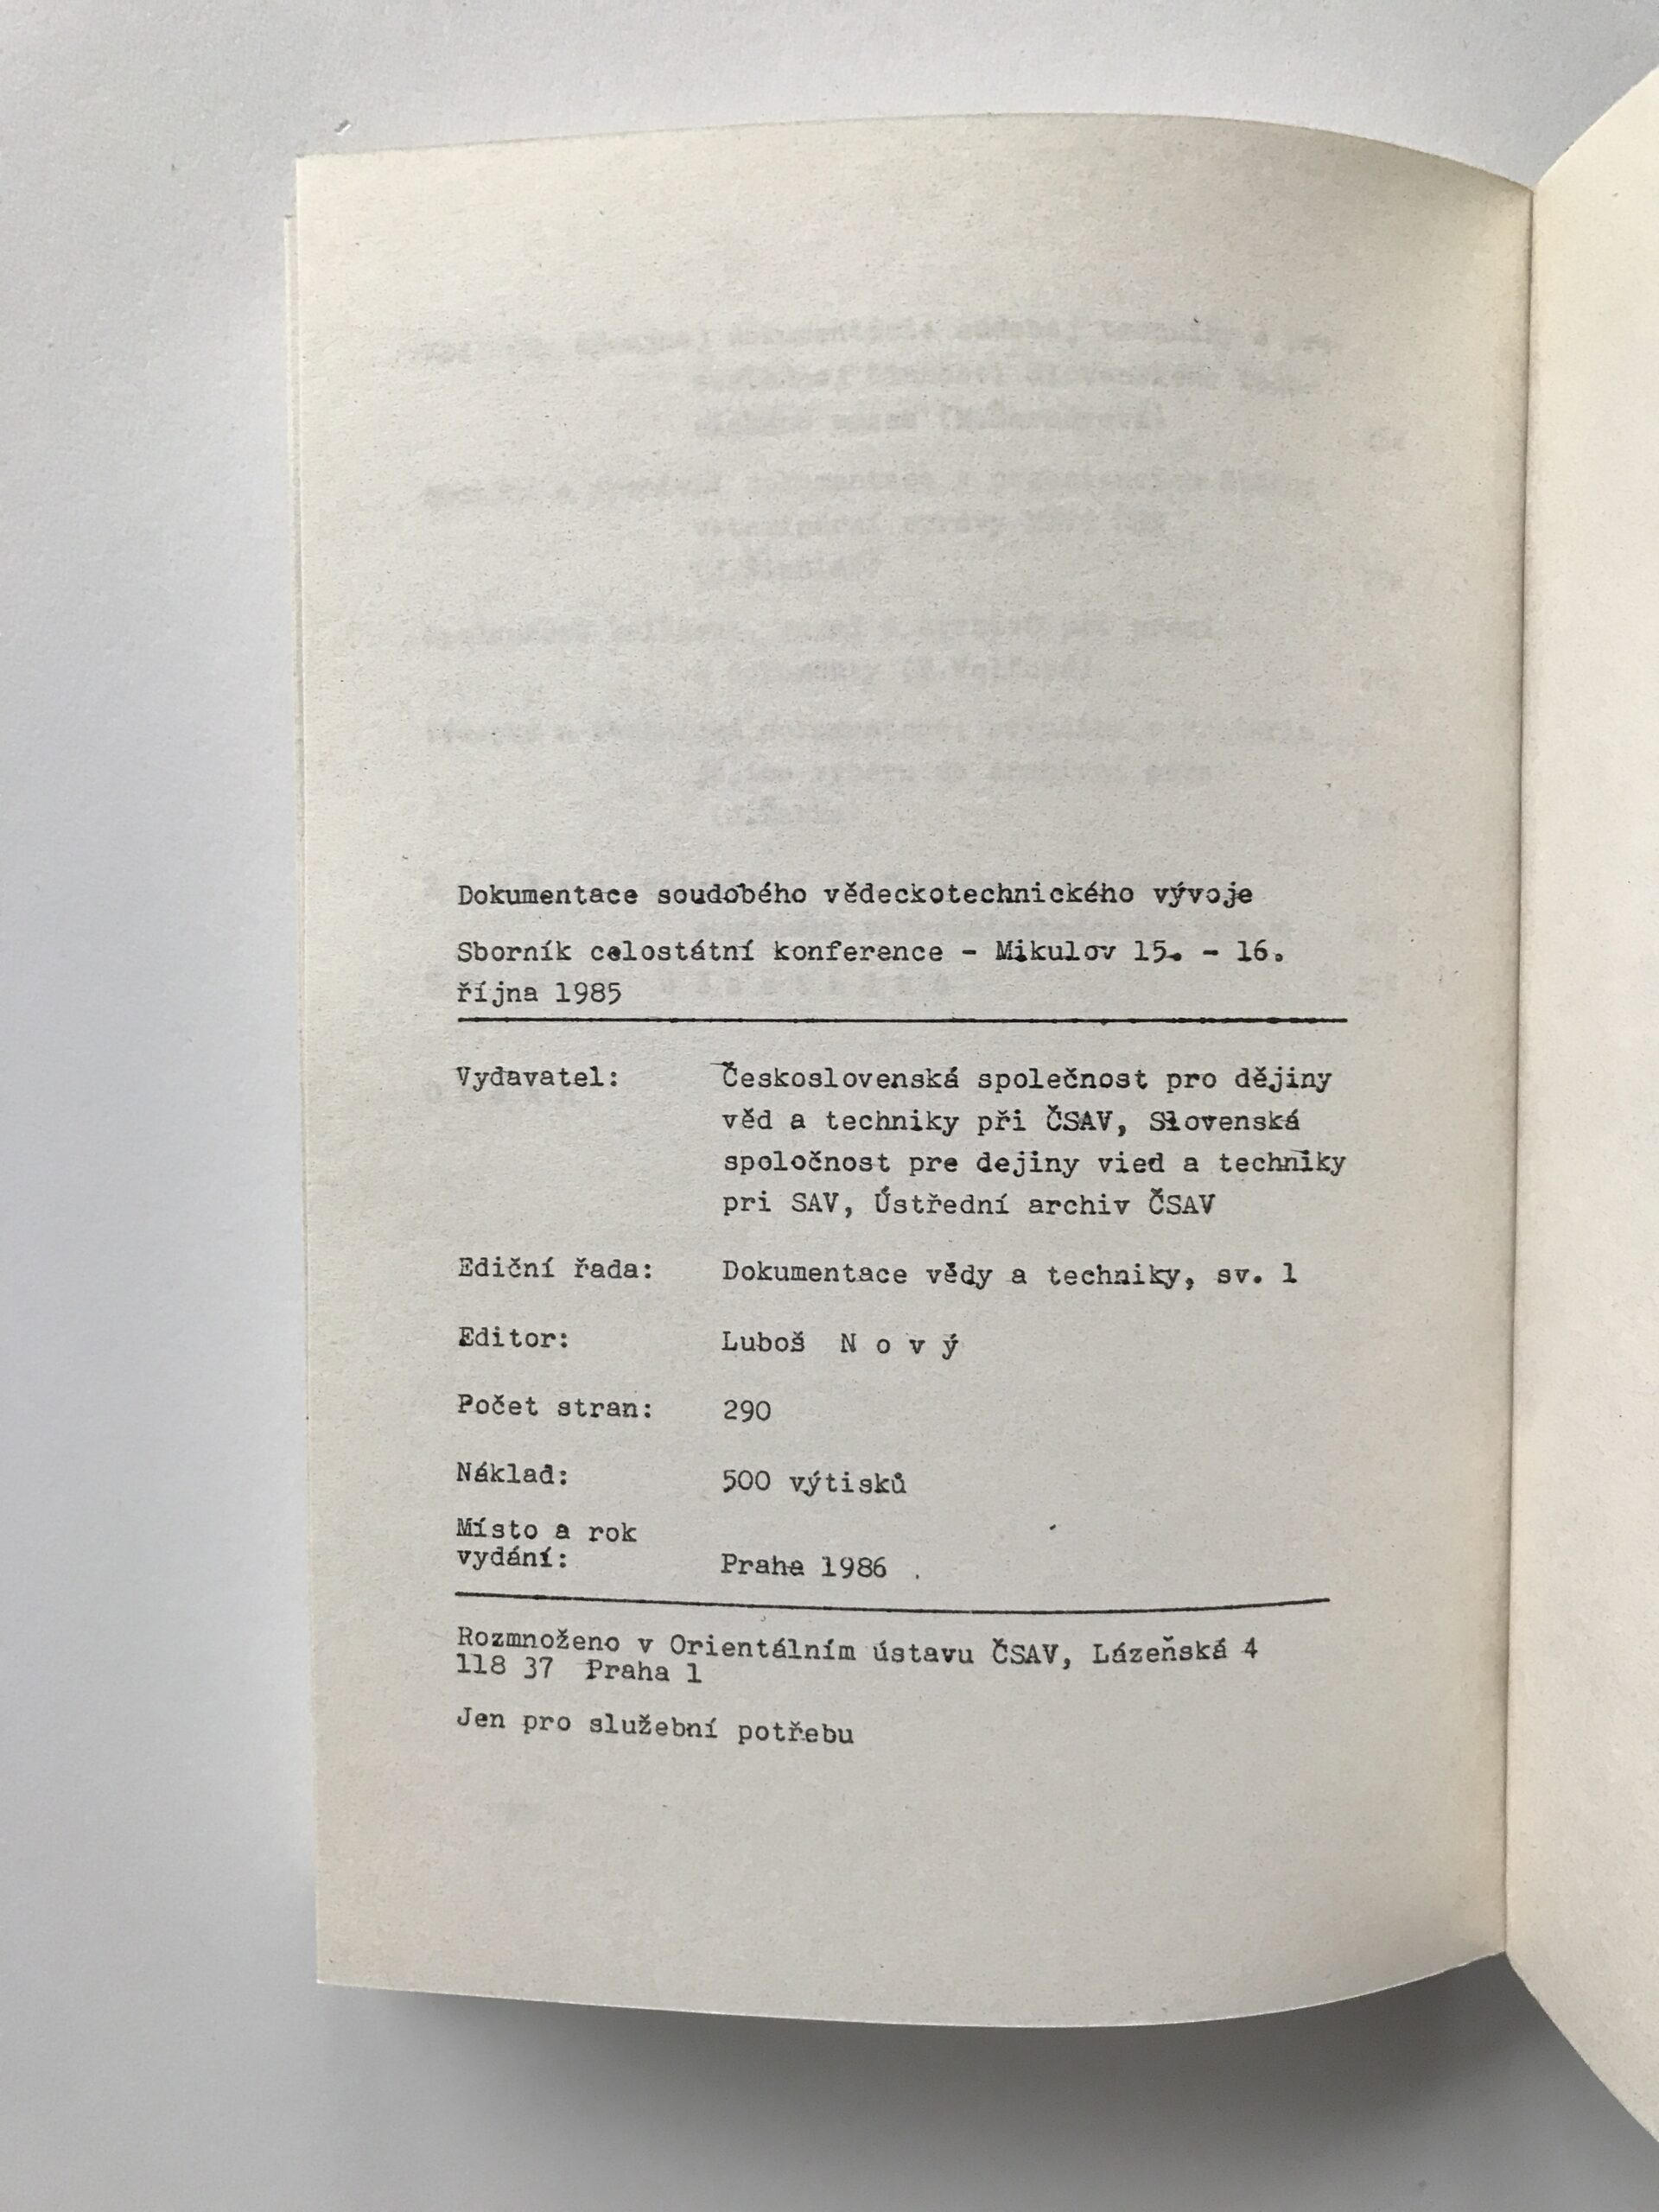 Dokumentace soudobého vědeckotechnického vývoje
Sborník celostátní konference - Mikulov 15. - 16.
října 1985
Vydavatel: Československá společnost pro dějiny
věd a techniky při ČSAV, Slovenská
spoločnost pre dejiny vied a techniky
pri SAV, Ústřední archiv ČSAV
Ediční řada: Dokumentace vědy a techniky, sv. 1
Editor: Luboš N o v ý
Počet stran: 290
Náklad: 500 výtisků
Místo a rok
vydání: Praha 1986
Rozmnoženo v Orientálním ústavu ČSAV, Lázeňská 4
118 37 Praha 1
Jen pro služební potřebu